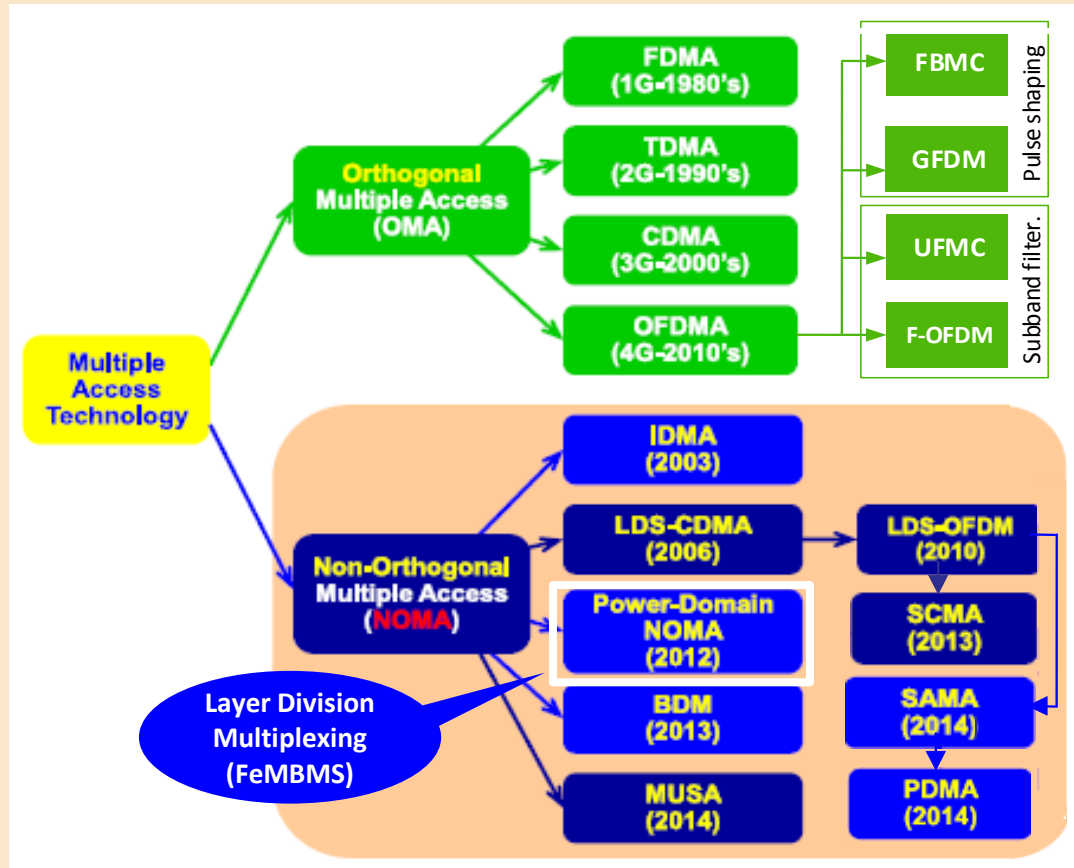 Multiple
Access
Technology
Orthogonal
Multiple Access
(OMA)
FDMA
(1G-1980's)
TDMA
(2G-1990's)
CDMA
(3G-2000's)
OFDMA
(4G-2010's)
FBMC
GFDM
Pulse shaping
UFMC
F-OFDM
Subband filter.
Non-Orthogonal
Multiple Access
(NOMA)
IDMA
(2003)
LDS-CDMA
(2006)
Power-Domain
NOMA
(2012)
BDM
(2013)
MUSA
(2014)
LDS-OFDM
(2010)
SCMA
(2013)
SAMA
(2014)
PDMA
(2014)
Layer Division
Multiplexing
(FeMBMS)